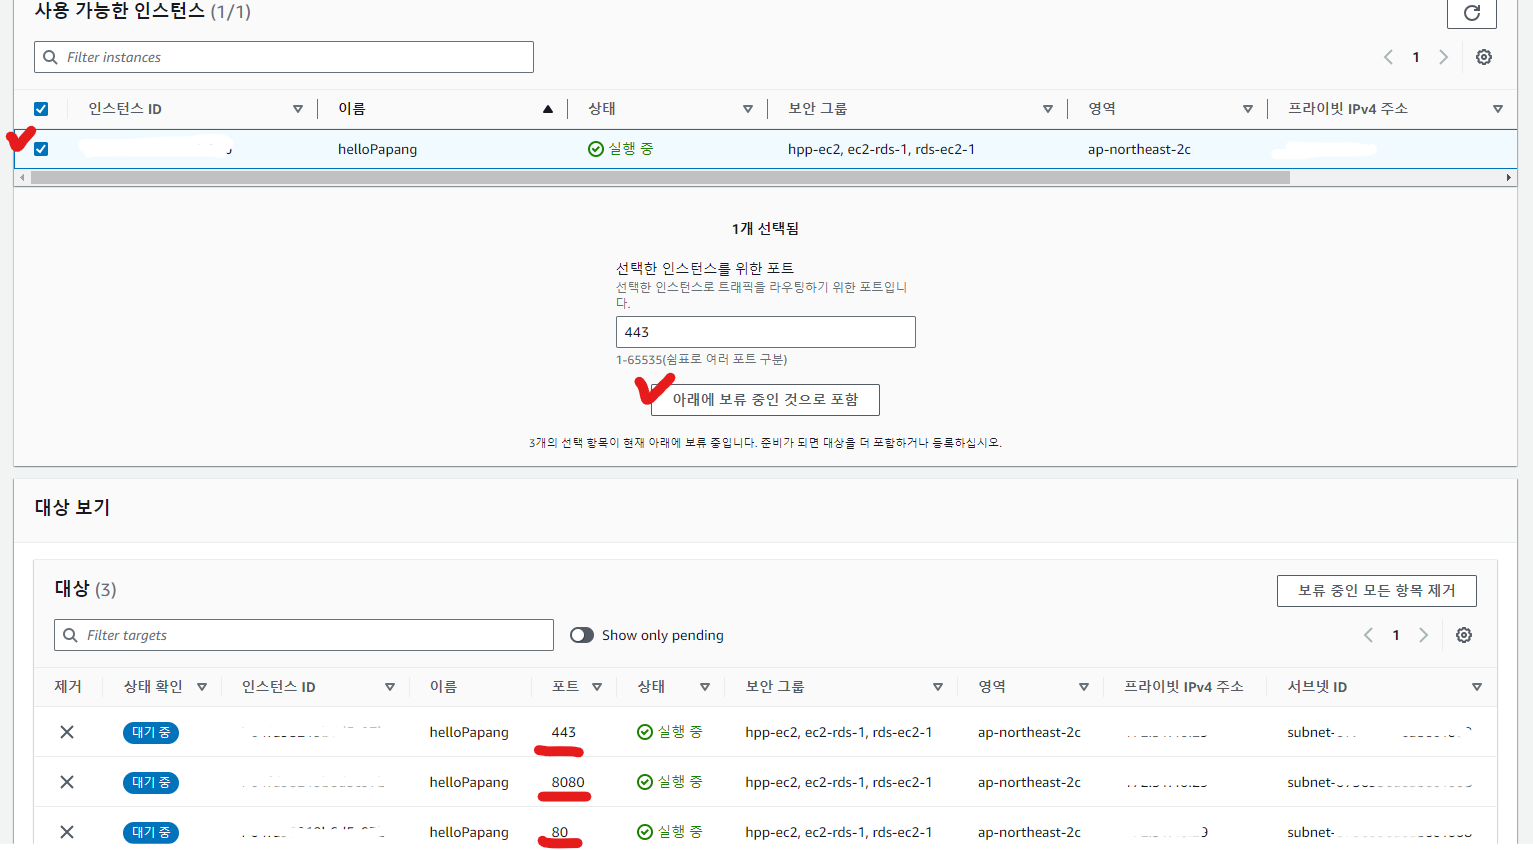 사용 가능한 인스턴스 (1/1)
Filter instances
1
인스턴스 ID 이름 상태 보안 그룹 영역 프라이빗 IPv4 주소
helloPapang 실행 중 hpp-ec2, ec2-rds-1, rds-ec2-1 ap-northeast-2c
1개 선택됨
선택한 인스턴스를 위한 포트
선택한 인스턴스로 트래픽을 라우팅하기 위한 포트입니
다.
443
1-65535(쉼표로 여러 포트 구분)
아래에 보류 중인 것으로 포함
3개의 선택 항목이 현재 아래에 보류 중입니다. 준비가 되면 대상을 더 포함하거나 등록하십시오.
대상 보기
대상 (3)
보류 중인 모든 항목 제거
Filter targets
Show only pending
1
제거 상태 확인 인스턴스 ID 이름 포트 상태 보안 그룹 영역 프라이빗 IPv4 주소 서브넷 ID
대기 중 helloPapang 443 실행 중 hpp-ec2, ec2-rds-1, rds-ec2-1 ap-northeast-2c subnet-
대기 중 helloPapang 8080 실행 중 hpp-ec2, ec2-rds-1, rds-ec2-1 ap-northeast-2c subnet-
대기 중 helloPapang 80 실행 중 hpp-ec2, ec2-rds-1, rds-ec2-1 ap-northeast-2c subnet-